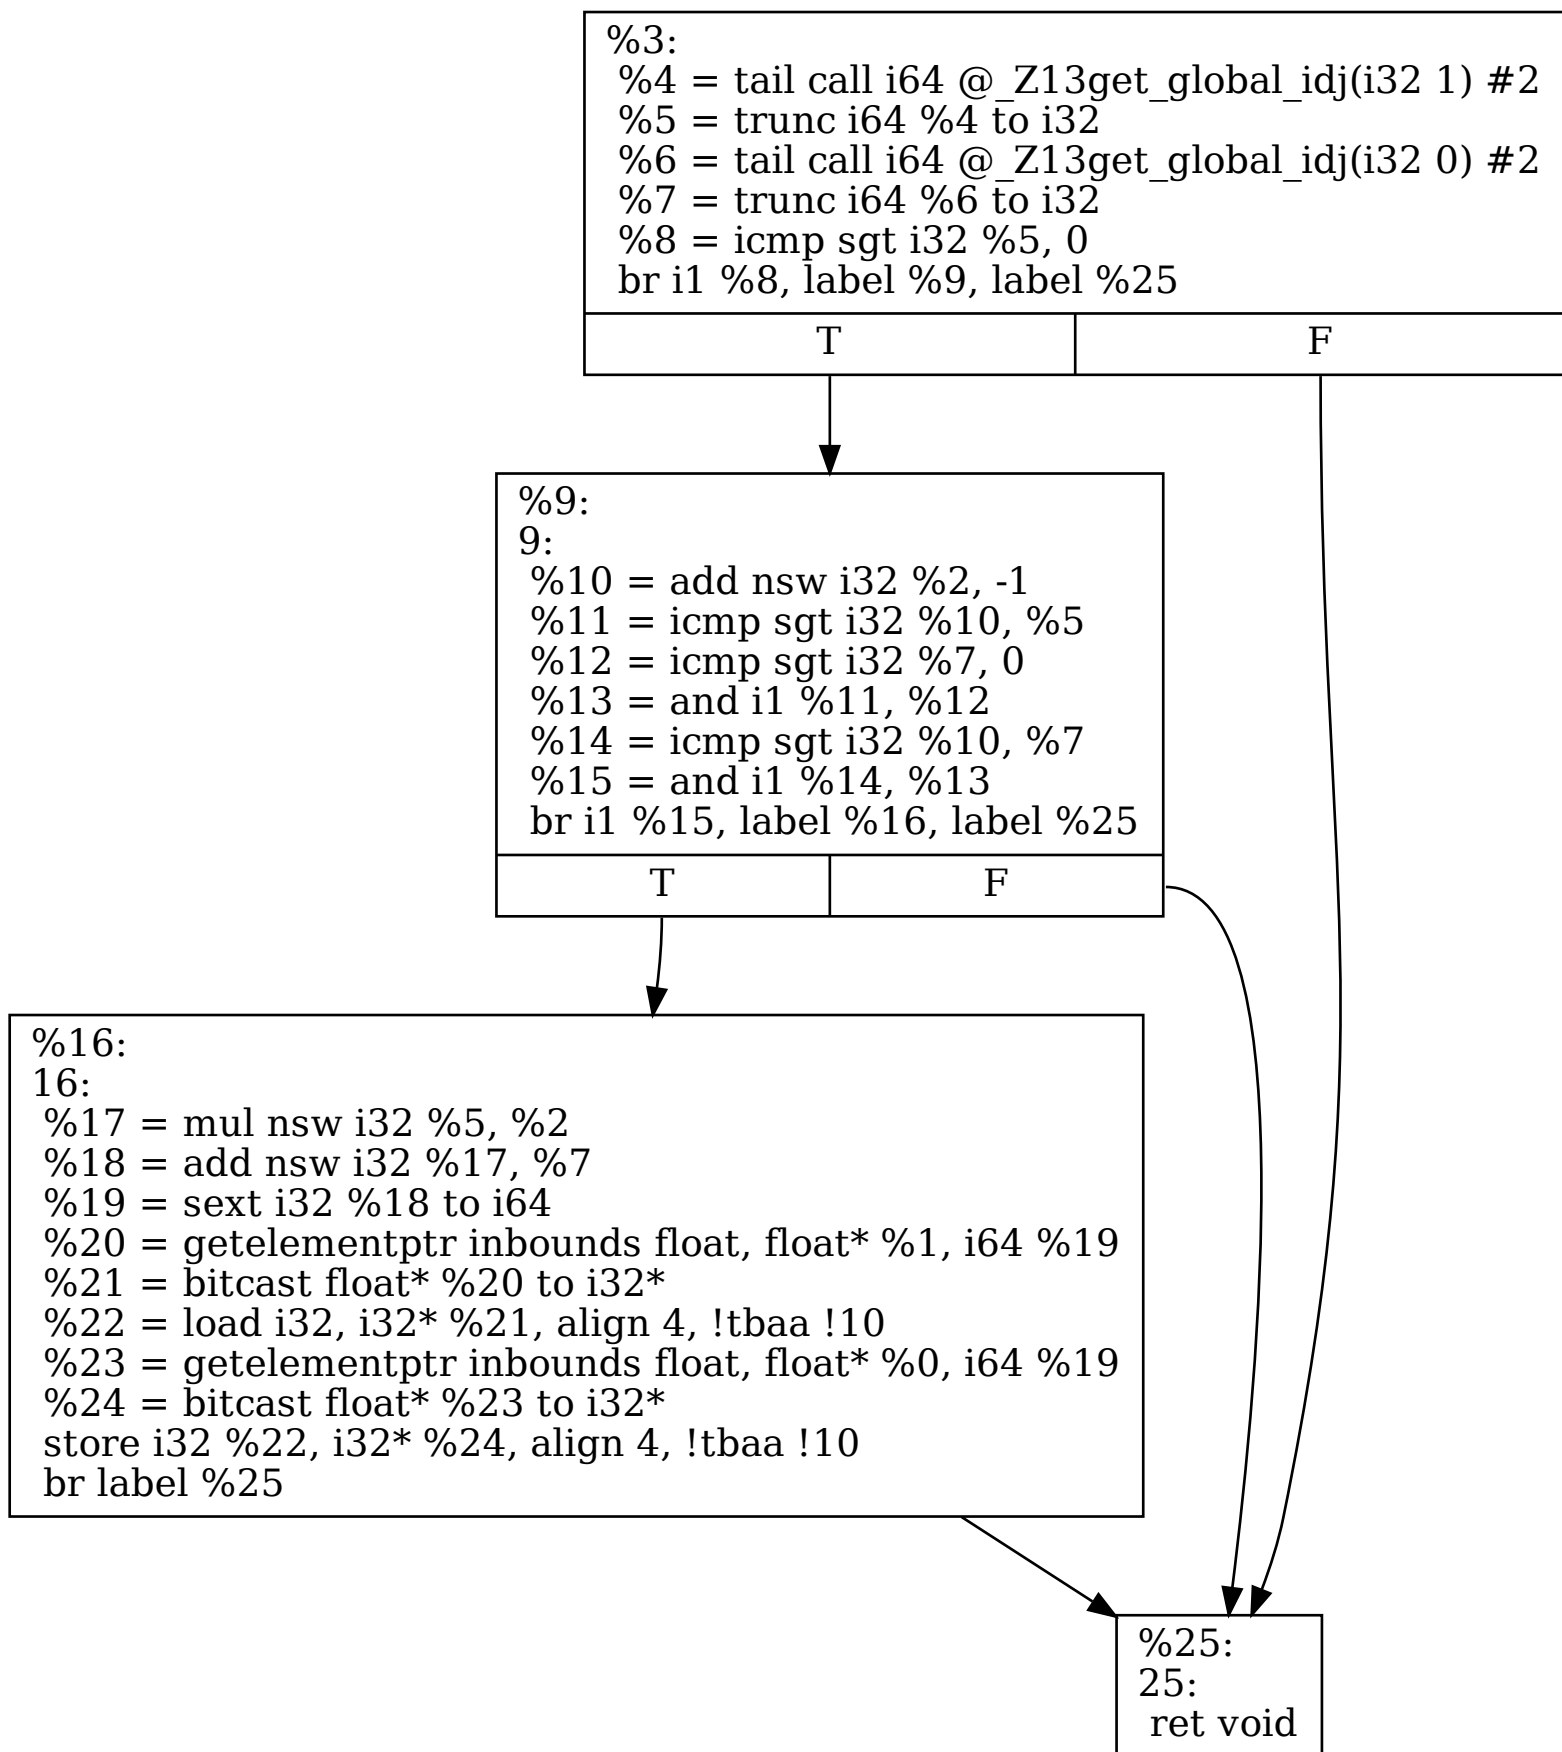 %3:
%4 = tail call i64 @_Z13get_global_idj(i32 1) #2
%5 = trunc i64 %4 to i32
%6 = tail call i64 @_Z13get_global_idj(i32 0) #2
%7 = trunc i64 %6 to i32
%8 = icmp sgt i32 %5, 0
br i1 %8, label %9, label %25
T F
%9:
9:
%10 = add nsw i32 %2, -1
%11 = icmp sgt i32 %10, %5
%12 = icmp sgt i32 %7, 0
%13 = and i1 %11, %12
%14 = icmp sgt i32 %10, %7
%15 = and i1 %14, %13
br i1 %15, label %16, label %25
T F
%16:
16:
%17 = mul nsw i32 %5, %2
%18 = add nsw i32 %17, %7
%19 = sext i32 %18 to i64
%20 = getelementptr inbounds float, float* %1, i64 %19
%21 = bitcast float* %20 to i32*
%22 = load i32, i32* %21, align 4, !tbaa !10
%23 = getelementptr inbounds float, float* %0, i64 %19
%24 = bitcast float* %23 to i32*
store i32 %22, i32* %24, align 4, !tbaa !10
br label %25
%25:
25:
ret void